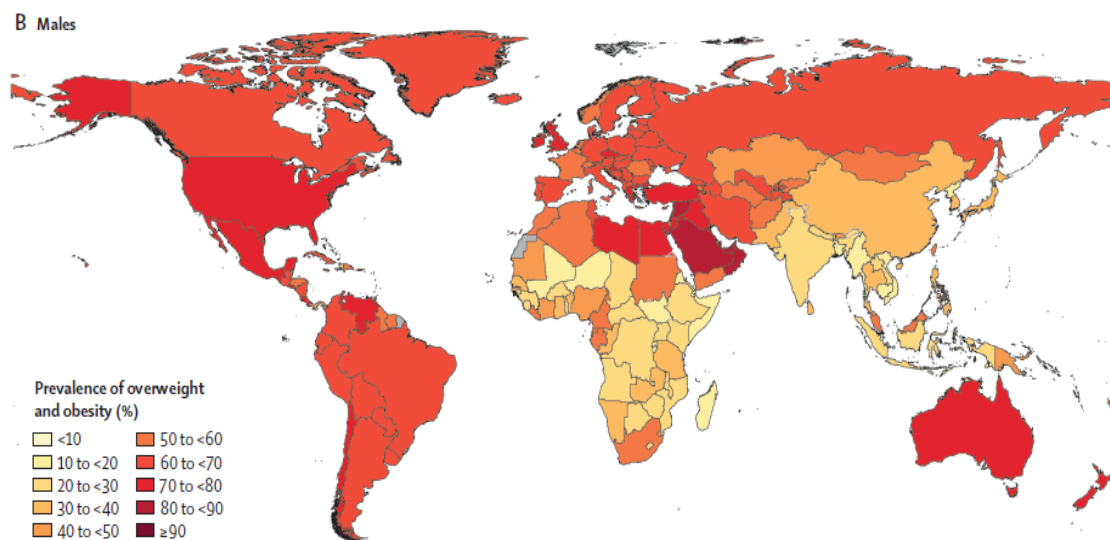 B Males
Prevalence of overweight
and obesity (%)
<10
10 to <20
20 to <30
30 to <40
40 to <50
50 to <60
60 to <70
70 to <80
80 to <90
≥90